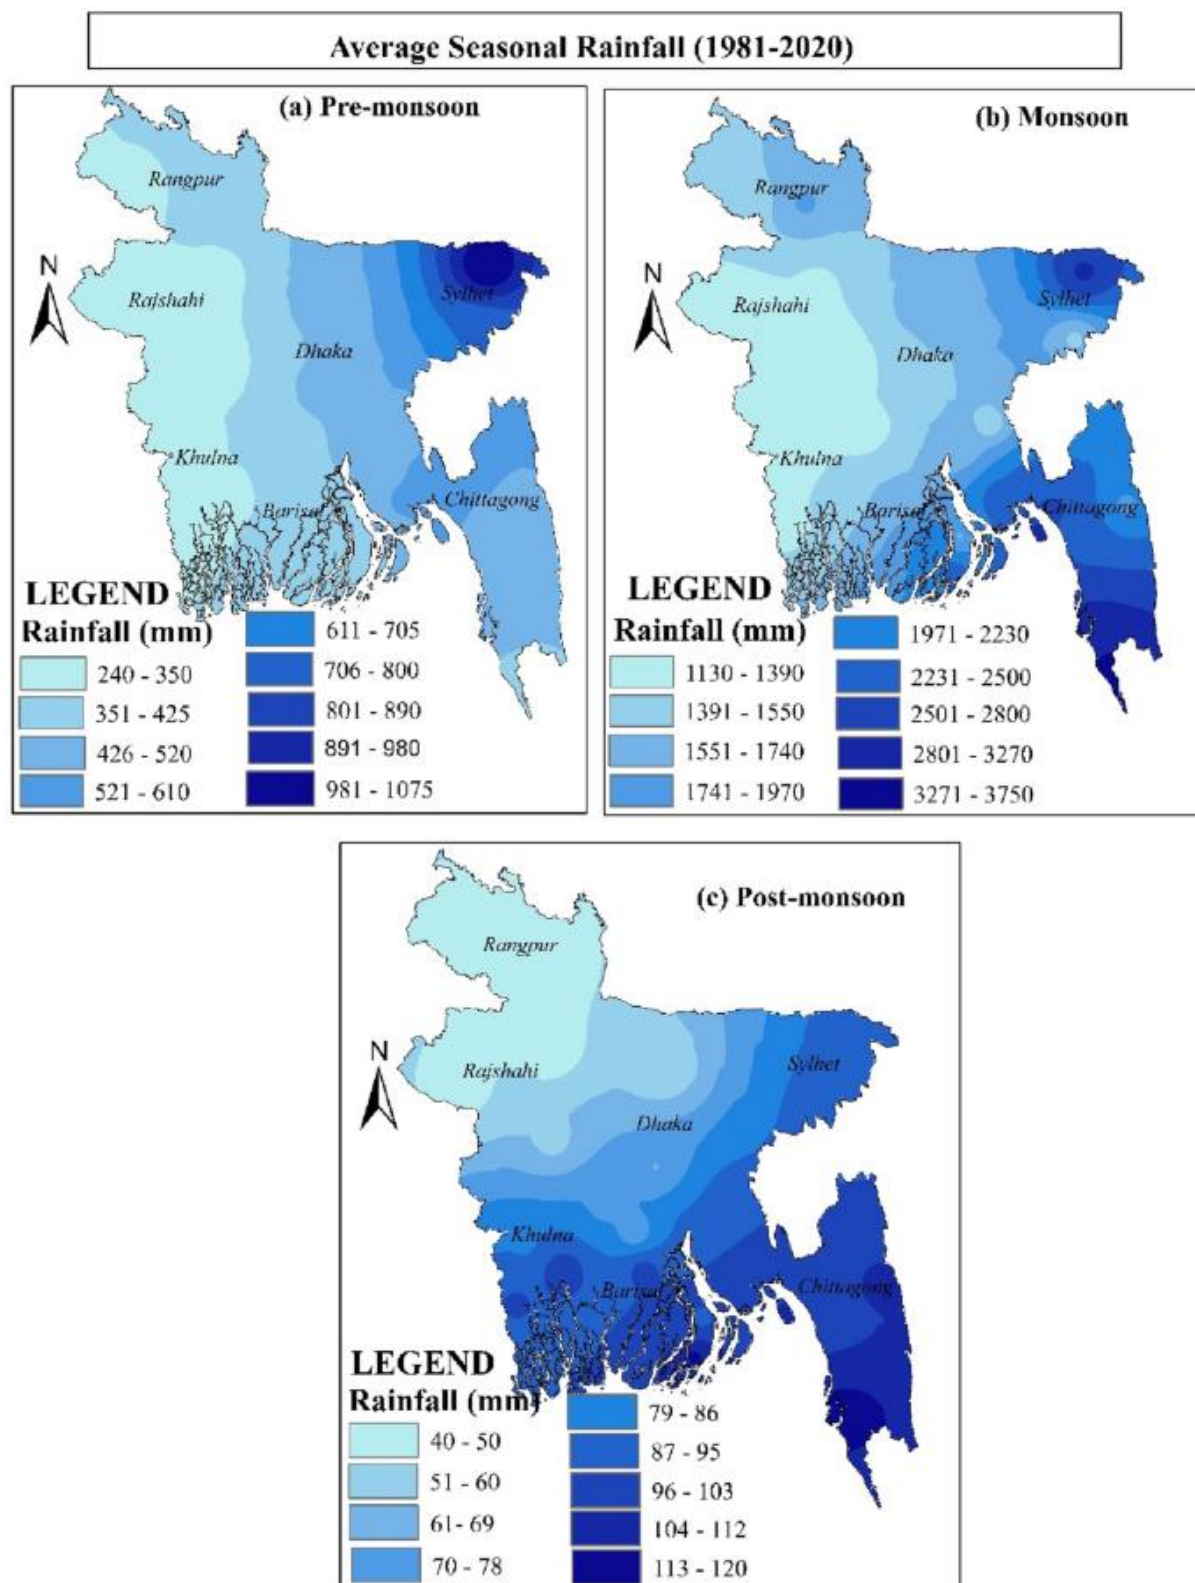 Average Seasonal Rainfall (1981-2020)
(a) Pre-monsoon
Rangpur
N
Rajshahi
Sylhet
Dhaka
Khulna
Barisal
Chittagong
LEGEND
Rainfall (mm)
240 - 350
351 - 425
426 - 520
521 - 610
611 - 705
706 - 800
801 - 890
891 - 980
981 - 1075
(b) Monsoon
Rangpur
N
Rajshahi
Sylhet
Dhaka
Khulna
Barisal
Chittagong
LEGEND
Rainfall (mm)
1130 - 1390
1391 - 1550
1551 - 1740
1741 - 1970
1971 - 2230
2231 - 2500
2501 - 2800
2801 - 3270
3271 - 3750
(c) Post-monsoon
Rangpur
N
Rajshahi
Sylhet
Dhaka
Khulna
Barisal
Chittagong
LEGEND
Rainfall (mm)
40 - 50
51 - 60
61 - 69
70 - 78
79 - 86
87 - 95
96 - 103
104 - 112
113 - 120